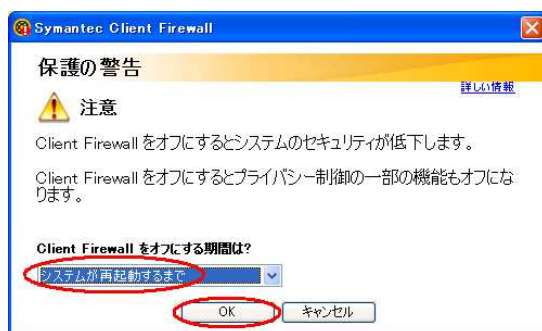 Symantec Client Firewall
保護の警告
詳しい情報
注意
Client Firewall をオフにするとシステムのセキュリティが低下します。
Client Firewall をオフにするとプライバシー制御の一部の機能もオフにな
ります。
Client Firewall をオフにする期間は?
システムが再起動するまで
OK
キャンセル